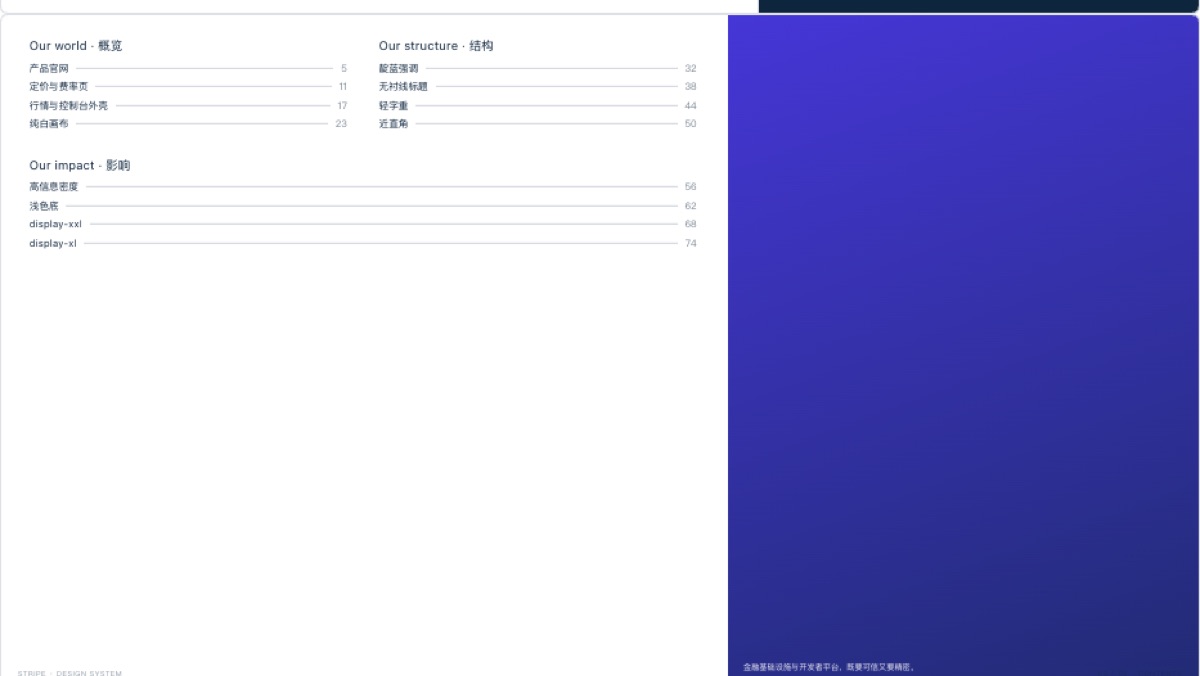 Our world · 概览
产品官网 5
定价与费率页 11
行情与控制台外壳 17
纯白画布 23
Our structure · 结构
靛蓝强调 32
无衬线标题 38
轻字重 44
近直角 50
Our impact · 影响
高信息密度 56
浅色底 62
display-xxl 68
display-xl 74
STRIPE · DESIGN SYSTEM
金融基础设施与开发者平台，既要可信又要精密。